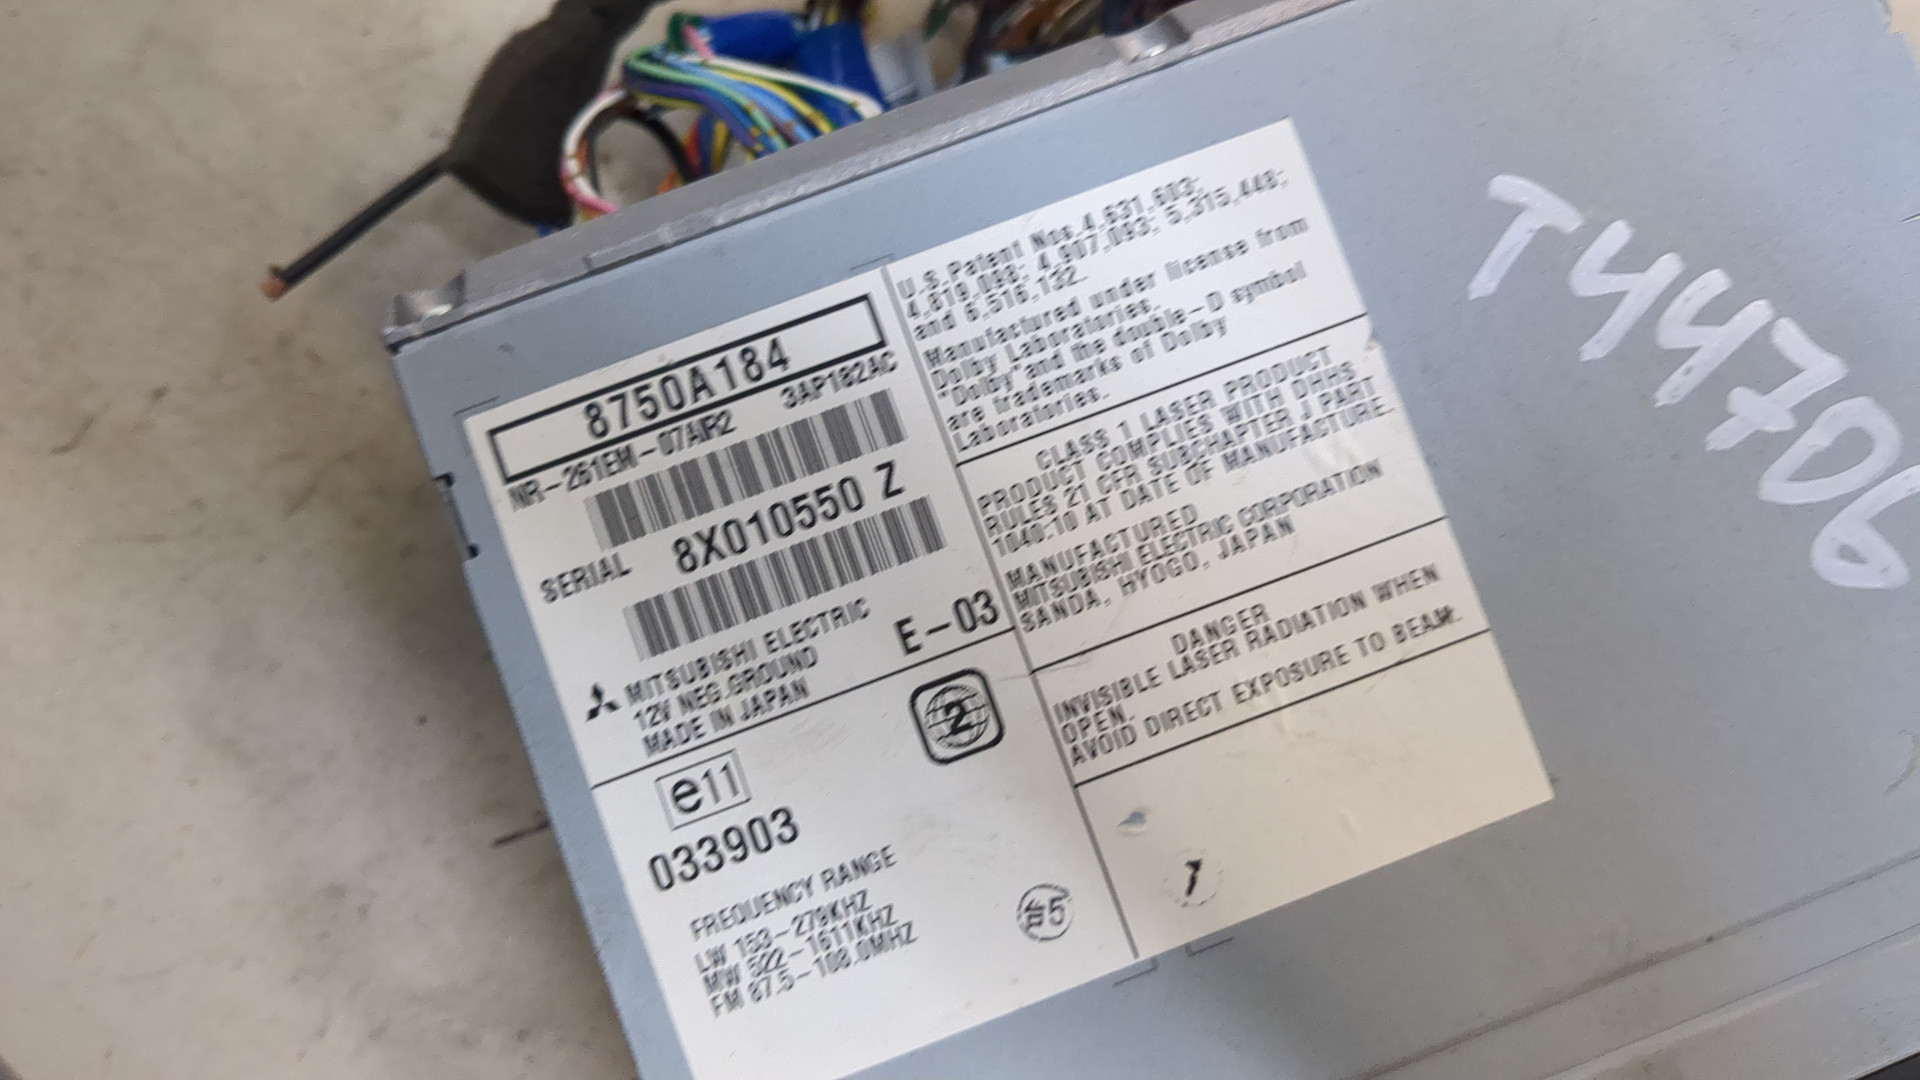 8750A184
NR-261EM-07AR2 3AP182AC
SERIAL 8X010550 Z
MITSUBISHI ELECTRIC
12V NEG.GROUND
MADE IN JAPAN
E-03
2
e11
033903
FREQUENCY RANGE
LW 153-279KHZ
MW 522-1611KHZ
FM 87.5-108.0MHZ
台5
U.S.Patent Nos.4,631,603;
4,819,098; 4,907,093; 5,315,448;
and 6,516,132.
Manufactured under license from
Dolby Laboratories.
"Dolby"and the double-D symbol
are trademarks of Dolby
Laboratories.
CLASS 1 LASER PRODUCT
PRODUCT COMPLIES WITH DHHS
RULES 21 CFR SUBCHAPTER J PART
1040.10 AT DATE OF MANUFACTURE.
MANUFACTURED
MITSUBISHI ELECTRIC CORPORATION
SANDA, HYOGO, JAPAN
DANGER
INVISIBLE LASER RADIATION WHEN
OPEN.
AVOID DIRECT EXPOSURE TO BEAM.
1
T44706